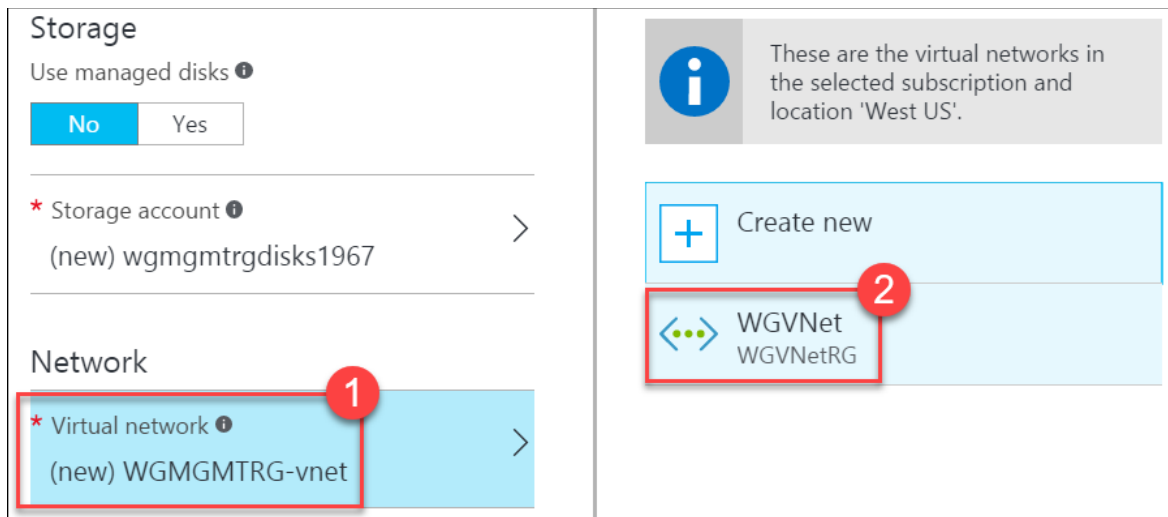 Storage
Use managed disks
No
Yes
* Storage account
(new) wgmgmtrgdisks1967
Network
1
* Virtual network
(new) WGMGMTRG-vnet
These are the virtual networks in
the selected subscription and
location 'West US'.
Create new
2
WGVNet
WGVNetRG